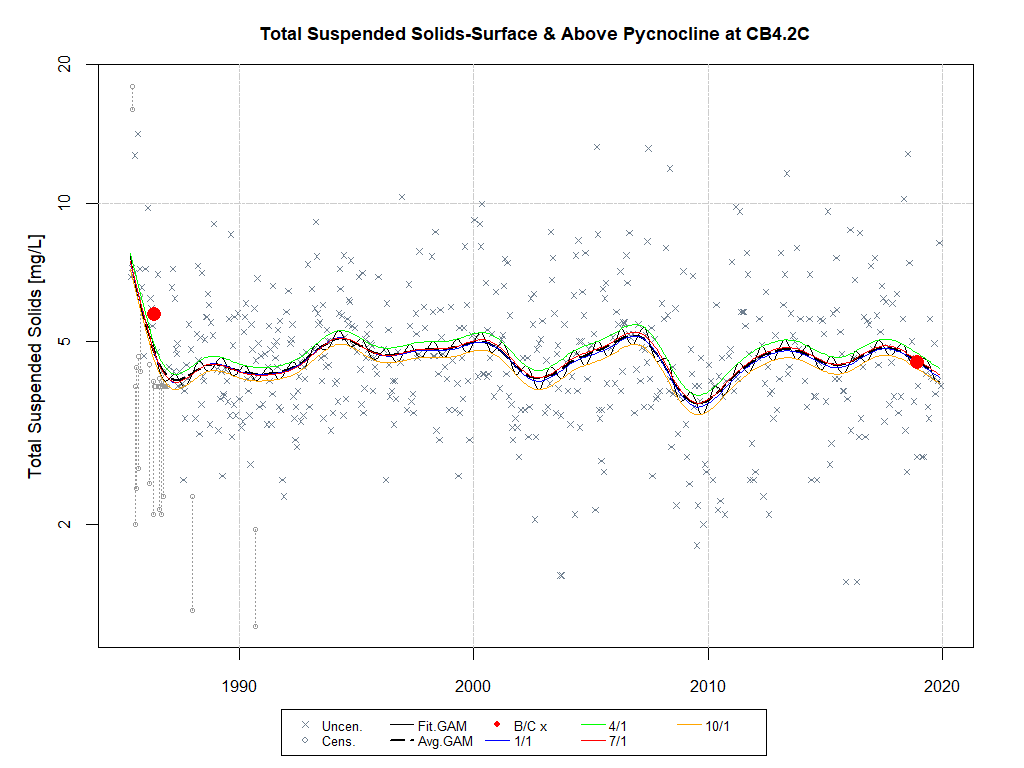 Total Suspended Solids-Surface & Above Pycnocline at CB4.2C
Total Suspended Solids [mg/L]
20
10
5
2
1990 2000 2010 2020
Uncen. Fit.GAM B/C x 4/1 10/1
Cens. Avg.GAM 1/1 7/1